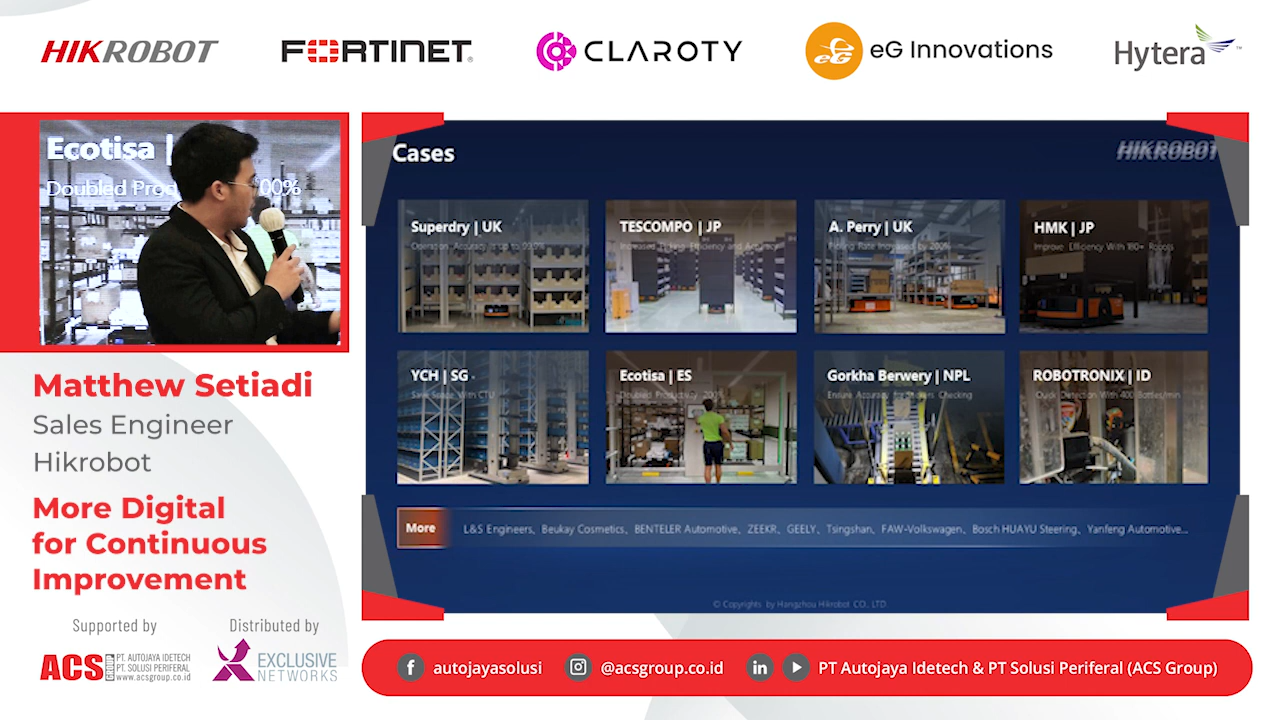 HIKROBOT
FORTINET
CLAROTY
eG Innovations
Hytera
Ecotisa |
Doubled Prod 00%
Matthew Setiadi
Sales Engineer
Hikrobot
More Digital
for Continuous
Improvement
Supported by
Distributed by
ACS
PT. AUTOJAYA IDETECH
PT. SOLUSI PERIFERAL
www.acsgroup.co.id
EXCLUSIVE
NETWORKS
Cases
HIKROBOT
Superdry | UK
Operation Accuracy Is up to 99.9%
TESCOMPO | JP
Increased Picking Efficiency and Accuracy
A. Perry | UK
Picking Rate Increased by 200%
HMK | JP
Improve Efficiency With 180+ Robots
YCH | SG
Save Space With CTU
Ecotisa | ES
Doubled Productivity 200%
Gorkha Berwery | NPL
Ensure Accuracy Checking
ROBOTRONIX | ID
Quick Detection With 400 Bottles/min
More
L&S Engineers、Beukay Cosmetics、BENTELER Automotive、ZEEKR、GEELY、Tsingshan、FAW-Volkswagen、Bosch HUAYU Steering、Yanfeng Automotive...
© Copyrights by Hangzhou Hikrobot CO., LTD
autojayasolusi
@acsgroup.co.id
PT Autojaya Idetech & PT Solusi Periferal (ACS Group)